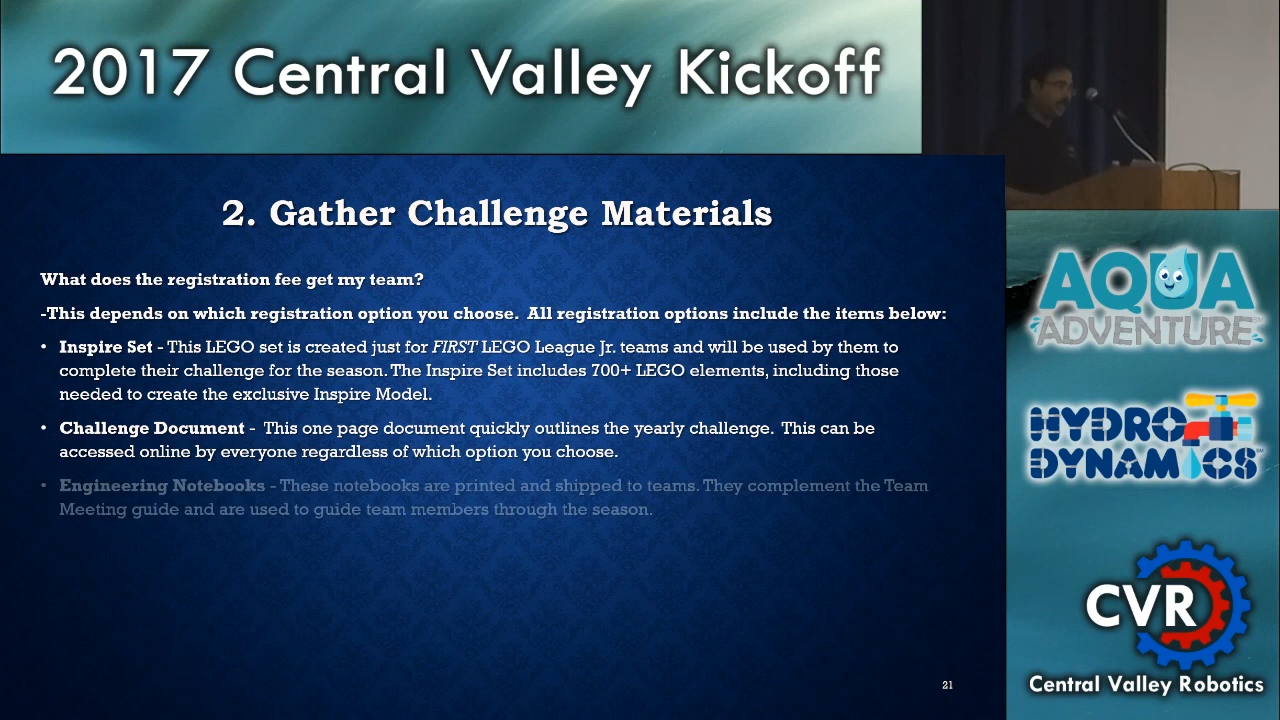 2017 Central Valley Kickoff
2. Gather Challenge Materials
What does the registration fee get my team?
-This depends on which registration option you choose. All registration options include the items below:
• Inspire Set - This LEGO set is created just for FIRST LEGO League Jr. teams and will be used by them to
complete their challenge for the season. The Inspire Set includes 700+ LEGO elements, including those
needed to create the exclusive Inspire Model.
• Challenge Document - This one page document quickly outlines the yearly challenge. This can be
accessed online by everyone regardless of which option you choose.
• Engineering Notebooks - These notebooks are printed and shipped to teams. They complement the Team
Meeting guide and are used to guide team members through the season.
21
AQUA
ADVENTURE
HYDRO
DYNAMICS
CVR
Central Valley Robotics